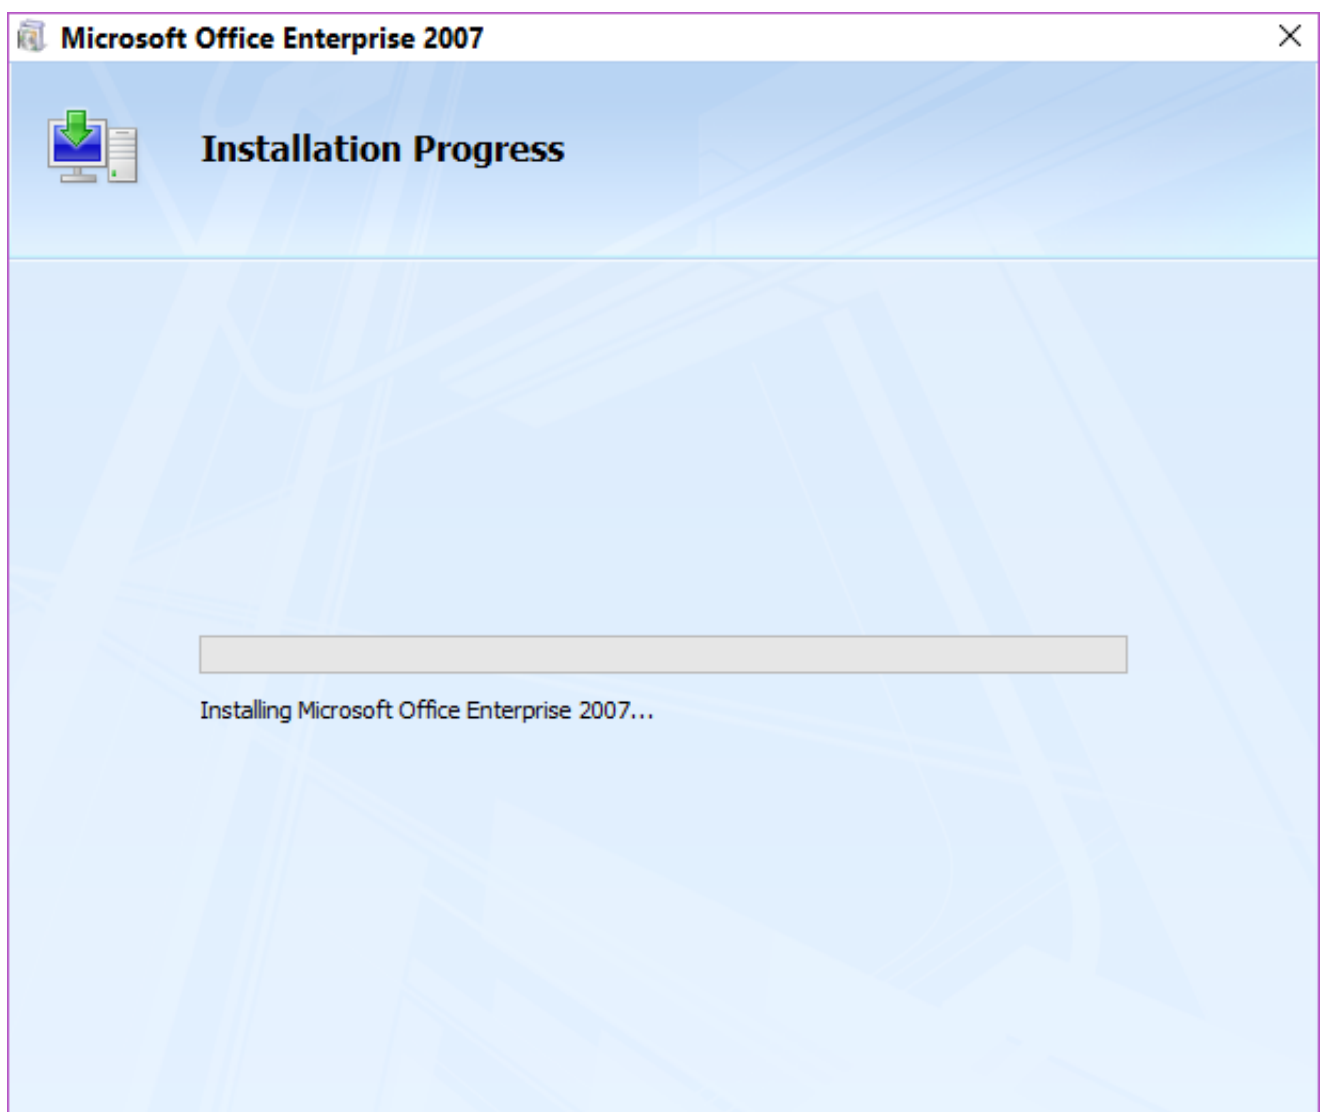 Microsoft Office Enterprise 2007
Installation Progress
Installing Microsoft Office Enterprise 2007...